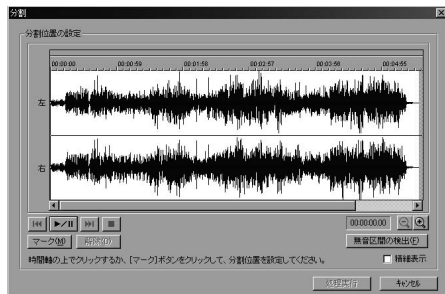 分割
分割位置の設定
00:00:00 00:00:59 00:01:58 00:02:57 00:03:56 00:04:55
左
右
00:00:00.00
マーク(M) 解除(D) 無音区間の検出(F)
時間軸の上でクリックするか、[マーク]ボタンをクリックして、分割位置を設定してください。 精細表示
処理実行 キャンセル